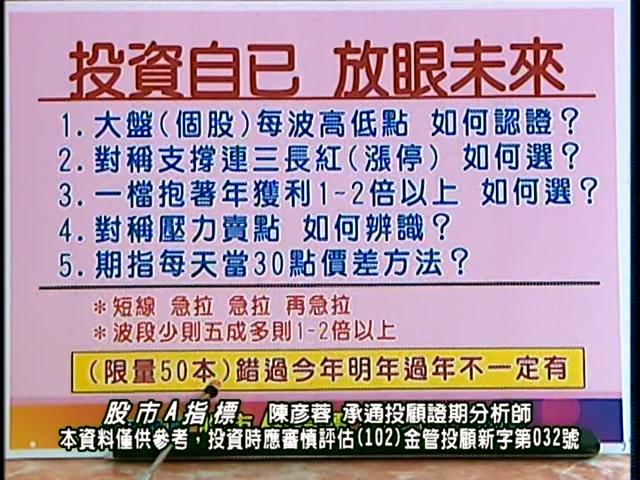 投資自己 放眼未來
1.大盤(個股)每波高低點 如何認證？
2.對稱支撐連三長紅(漲停) 如何選？
3.一檔抱著年獲利1~2倍以上 如何選？
4.對稱壓力賣點 如何辨識？
5.期指每天當30點價差方法？
＊短線 急拉 急拉 再急拉
＊波段少則五成多則1-2倍以上
(限量50本)錯過今年明年過年不一定有
股市A指標 陳彦蓉 承通投顧證期分析師
本資料僅供參考，投資時應審慎評估(102)金管投顧新字第032號